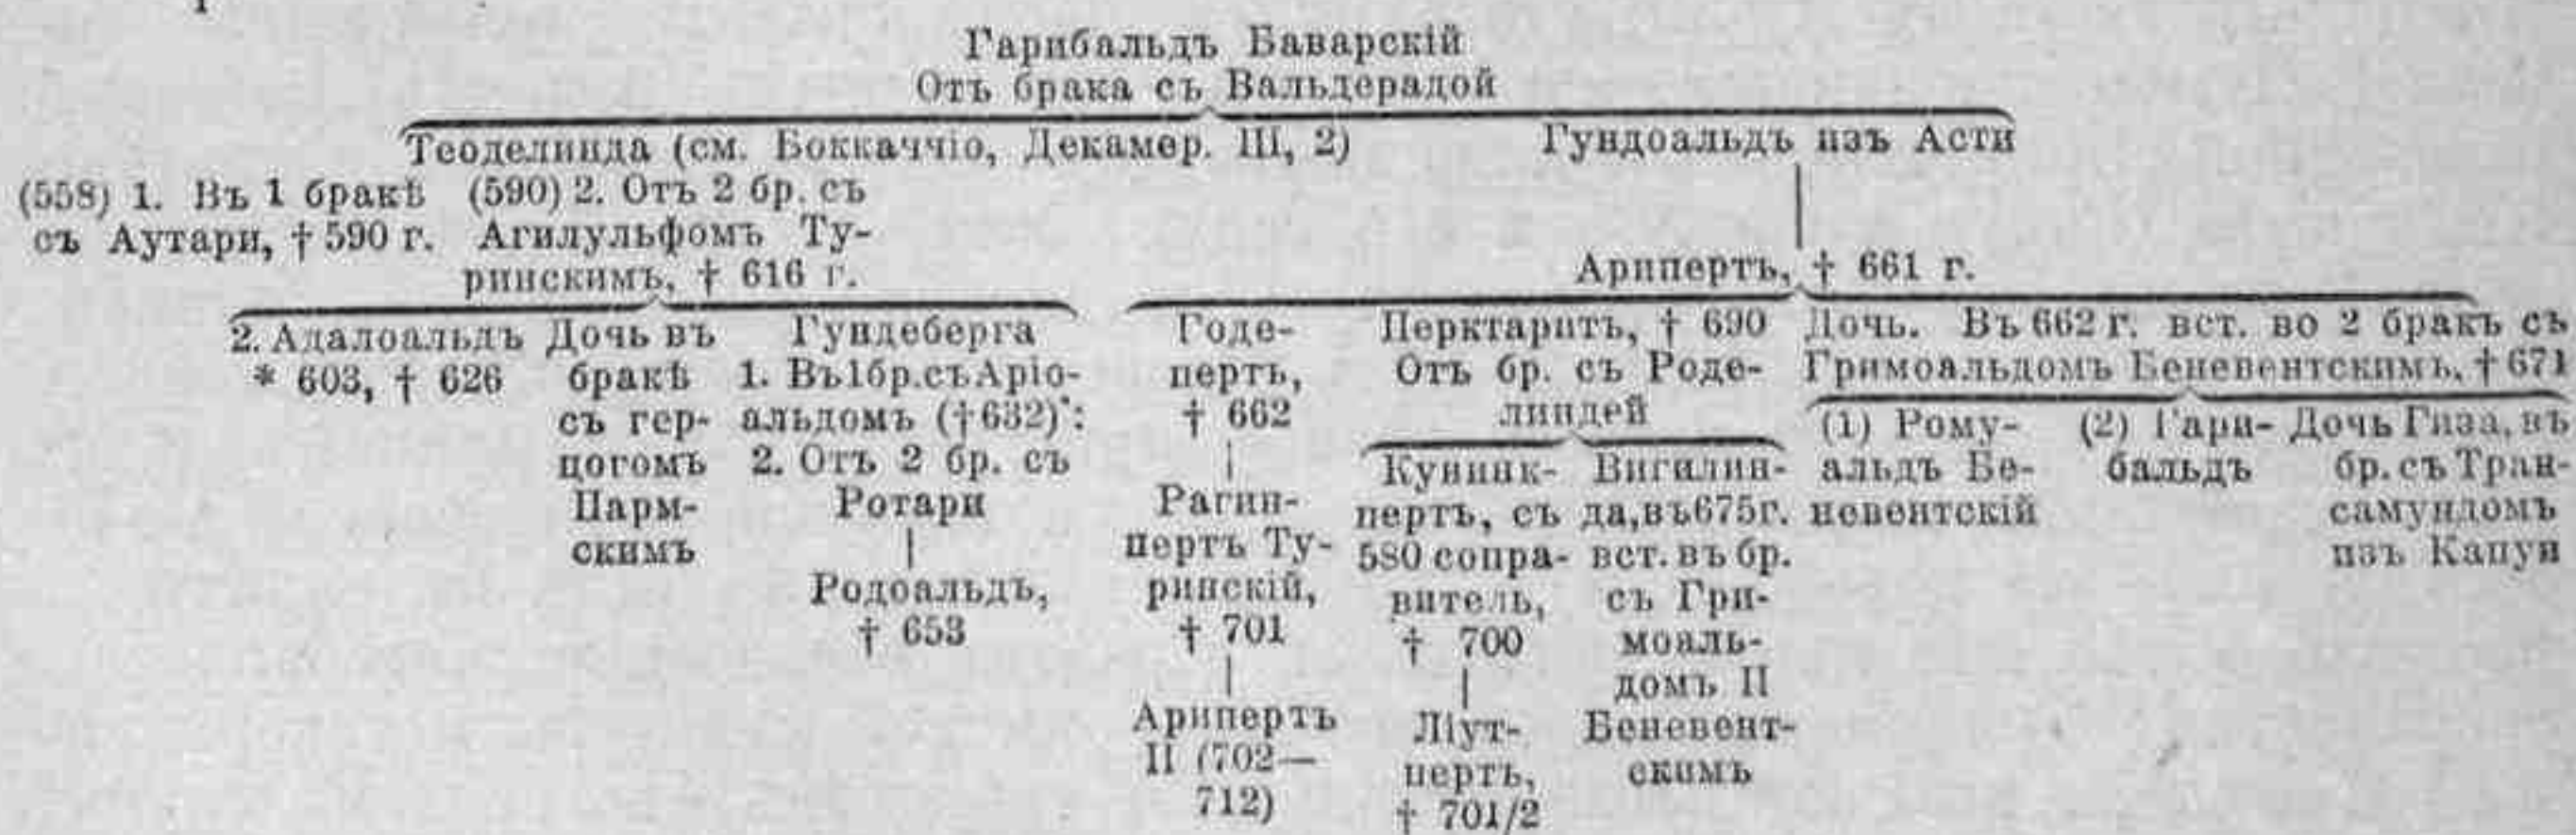 Гарибальдъ Баварскій
Отъ брака съ Вальдерадой
Теоделинда (см. Боккаччіо, Декамер. III, 2)
Гундоальдъ изъ Асти
(558) 1. Въ 1 бракѣ
съ Аутари, † 590 г.
(590) 2. Отъ 2 бр. съ
Агилульфомъ Ту-
ринскимъ, † 616 г.
Арипертъ, † 661 г.
2. Адалоальдъ
* 603, † 626
Дочь въ
бракѣ
съ гер-
цогомъ
Парм-
скимъ
Гундеберга
1. Въ 1 бр. съ Аріо-
альдомъ († 632):
2. Отъ 2 бр. съ
Ротари
Родоальдъ,
† 653
Годе-
пертъ,
† 662
Рагин-
пертъ Ту-
ринскій,
† 701
Арипертъ
II (702—
712)
Перктаритъ, † 690
Отъ бр. съ Роде-
линдей
Куницк-
пертъ, съ
580 сопра-
витель,
† 700
Ліут-
пертъ,
† 701/2
Вигилин-
да, въ 675 г.
вст. въ бр.
съ Гри-
моаль-
домъ II
Беневент-
скимъ
Дочь. Въ 662 г. вст. во 2 бракъ съ
Гримоальдомъ Беневентскимъ, † 671
(1) Рому-
альдъ Бе-
невентскій
(2) Гари-
бальдъ
Дочь Гиза, въ
бр. съ Тран-
самундомъ
изъ Капуи